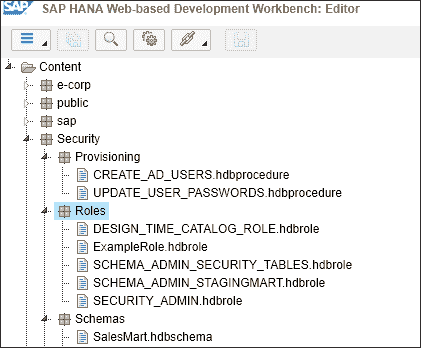 SAP SAP HANA Web-based Development Workbench: Editor
Content
e-corp
public
sap
Security
Provisioning
CREATE_AD_USERS.hdbprocedure
UPDATE_USER_PASSWORDS.hdbprocedure
Roles
DESIGN_TIME_CATALOG_ROLE.hdbrole
ExampleRole.hdbrole
SCHEMA_ADMIN_SECURITY_TABLES.hdbrole
SCHEMA_ADMIN_STAGINGMART.hdbrole
SECURITY_ADMIN.hdbrole
Schemas
SalesMart.hdbschema